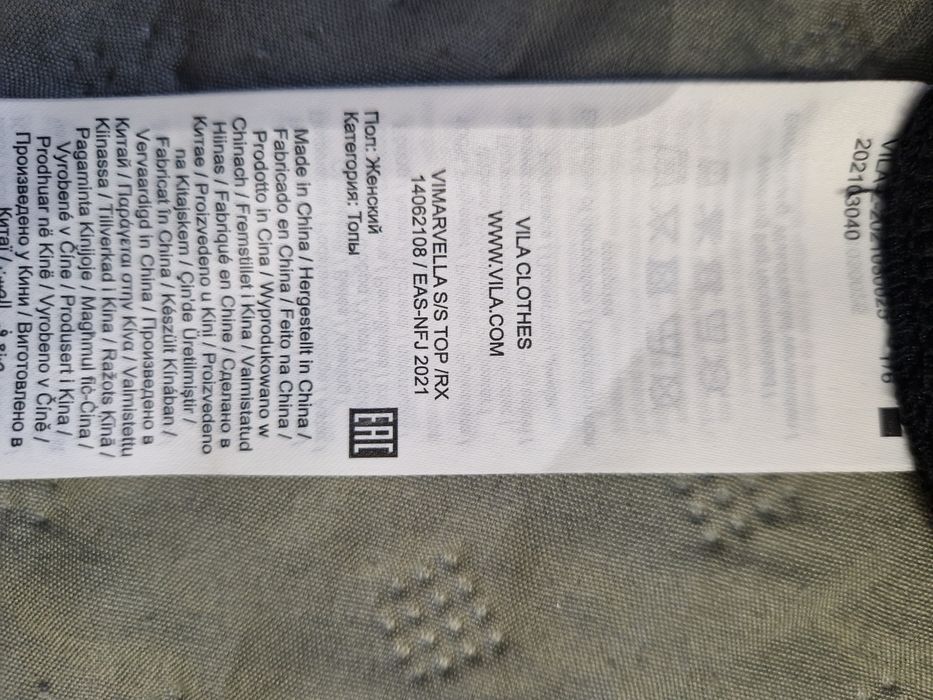 202103040
VILA CLOTHES
WWW.VILA.COM
VIMARVELLA S/S TOP /RX
14062108 / EAS-NFJ 2021
Пол: Женский
Категория: Топы
EAC
Made in China / Hergestellt in China /
Fabricado en China / Feito na China /
Prodotto in Cina / Wyprodukowano w
Chinach / Fremstillet i Kina / Valmistatud
Hiinas / Fabriqué en Chine / Сделано в
Китае / Proizvedeno u Kini / Proizvedeno
na Kitajskem / Çin'de Üretilmiştir /
Fabricat în China / Készült Kínában /
Vervaardigd in China / Произведено в
Китай / Παράγεται στην Κίνα / Valmistettu
Kiinassa / Tillverkad i Kina / Ražots Ķīnā /
Pagaminta Kinijoje / Magħmul fiċ-Ċina /
Vyrobené v Číne / Produsert i Kina /
Prodhuar në Kinë / Vyrobeno v Číně /
Произведено у Кини / Виготовлено в
Китаї /